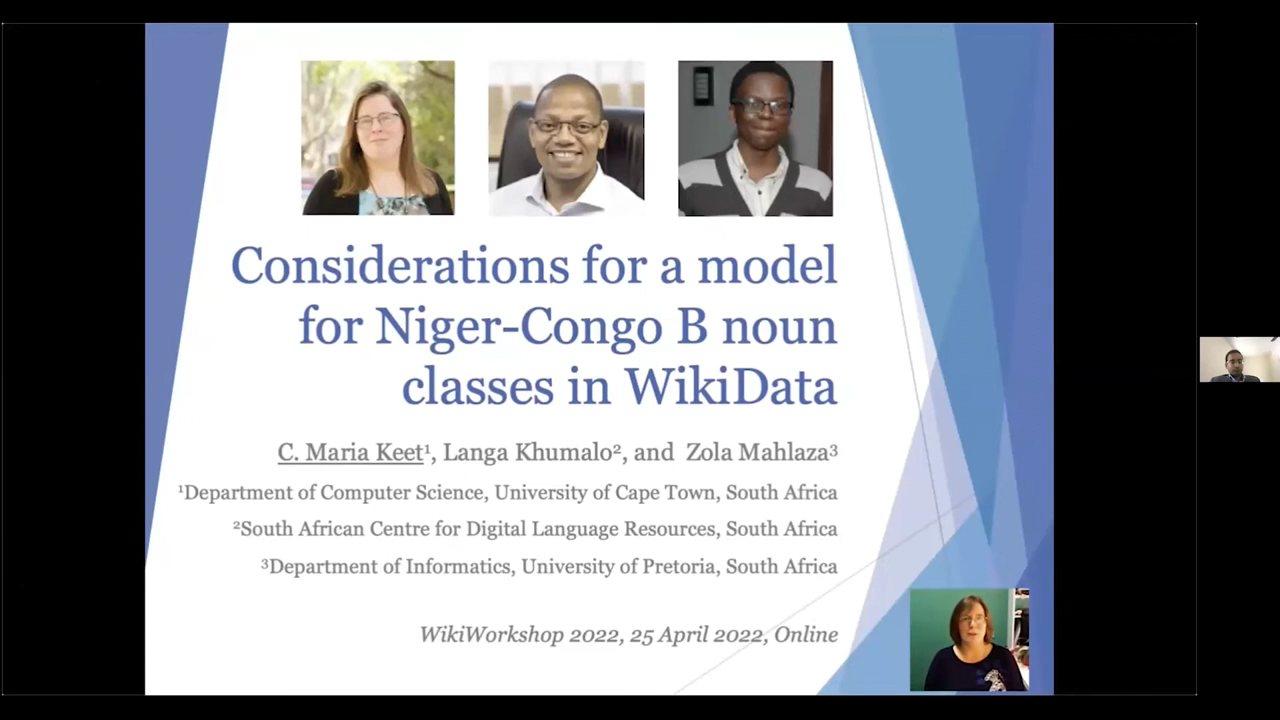 Considerations for a model
for Niger-Congo B noun
classes in WikiData
C. Maria Keet¹, Langa Khumalo², and Zola Mahlaza³
¹Department of Computer Science, University of Cape Town, South Africa
²South African Centre for Digital Language Resources, South Africa
³Department of Informatics, University of Pretoria, South Africa
WikiWorkshop 2022, 25 April 2022, Online